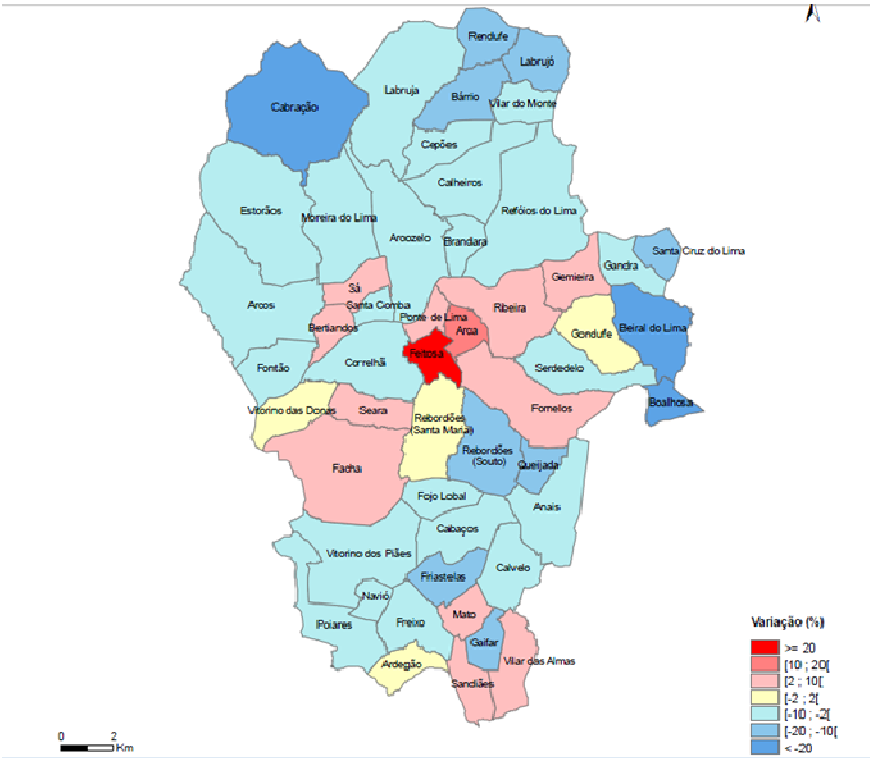 Rendufe
Labrujó
Labruja
Bárrio
Vilar do Monte
Cabração
Cepões
Calheiros
Estorãos
Moreira do Lima
Refóios do Lima
Arcozelo
Brandara
Santa Cruz do Lima
Gandra
Gemieira
Sá
Santa Comba
Arcos
Ribeira
Ponte de Lima
Bertiandos
Arca
Gondufe
Beiral do Lima
Feitosa
Correlhã
Fontão
Serdedelo
Boalhosa
Vitorino das Donas
Seara
Fornelos
Rebordões
(Santa Maria)
Rebordões
(Souto)
Queijada
Facha
Fojo Lobal
Anais
Cabaços
Vitorino dos Piães
Calvelo
Friastelas
Navió
Mato
Poiares
Freixo
Gaifar
Ardegão
Vilar das Almas
Sandiães
Variação (%)
>= 20
[10 ; 20[
[2 ; 10[
[-2 ; 2[
[-10 ; -2[
[-20 ; -10[
< -20
0 2
Km